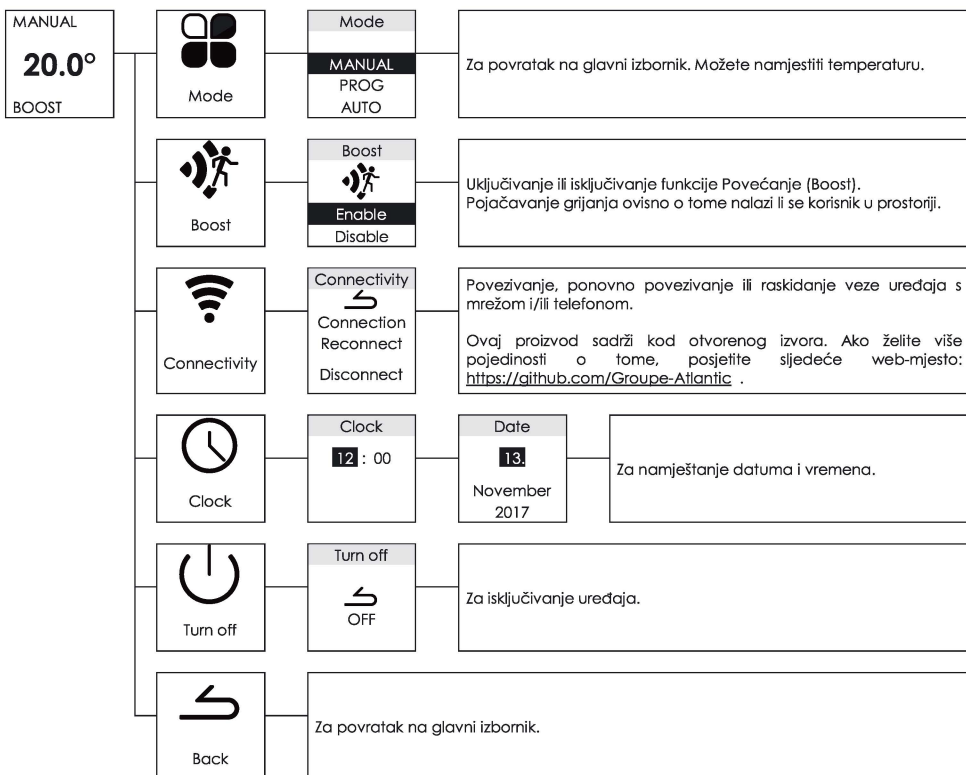 MANUAL
20.0°
BOOST
Mode
Mode
MANUAL
PROG
AUTO
Za povratak na glavni izbornik. Možete namjestiti temperaturu.
Boost
Boost
Enable
Disable
Uključivanje ili isključivanje funkcije Povećanje (Boost).
Pojačavanje grijanja ovisno o tome nalazi li se korisnik u prostoriji.
Connectivity
Connectivity
Connection
Reconnect
Disconnect
Povezivanje, ponovno povezivanje ili raskidanje veze uređaja s
mrežom i/ili telefonom.
Ovaj proizvod sadrži kod otvorenog izvora. Ako želite više
pojedinosti o tome, posjetite sljedeće web-mjesto:
https://github.com/Groupe-Atlantic .
Clock
Clock
12 : 00
Date
13.
November
2017
Za namještanje datuma i vremena.
Turn off
Turn off
OFF
Za isključivanje uređaja.
Back
Za povratak na glavni izbornik.